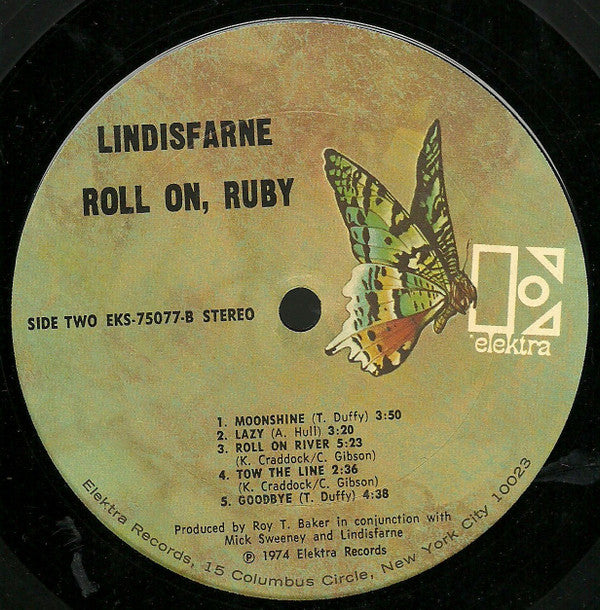 LINDISFARNE
ROLL ON, RUBY
SIDE TWO EKS-75077-B STEREO
elektra
1. MOONSHINE (T. Duffy) 3:50
2. LAZY (A. Hull) 3:20
3. ROLL ON RIVER 5:23
(K. Craddock/C. Gibson)
4. TOW THE LINE 2:36
(K. Craddock/C. Gibson)
5. GOODBYE (T. Duffy) 4:38
Produced by Roy T. Baker in conjunction with
Mick Sweeney and Lindisfarne
℗ 1974 Elektra Records
Elektra Records, 15 Columbus Circle, New York City 10023